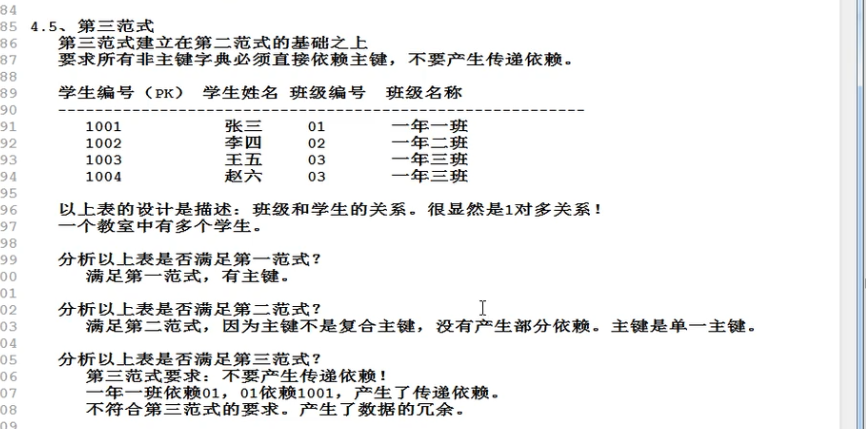 84
85 4.5、第三范式
86 第三范式建立在第二范式的基础之上
87 要求所有非主键字典必须直接依赖主键，不要产生传递依赖。
88
89 学生编号（PK） 学生姓名 班级编号 班级名称
90 ---------------------------------------------------------
91 1001 张三 01 一年一班
92 1002 李四 02 一年二班
93 1003 王五 03 一年三班
94 1004 赵六 03 一年三班
95
96 以上表的设计是描述：班级和学生的关系。很显然是1对多关系！
97 一个教室中有多个学生。
98
99 分析以上表是否满足第一范式？
00 满足第一范式，有主键。
01
02 分析以上表是否满足第二范式？
03 满足第二范式，因为主键不是复合主键，没有产生部分依赖。主键是单一主键。
04
05 分析以上表是否满足第三范式？
06 第三范式要求：不要产生传递依赖！
07 一年一班依赖01，01依赖1001，产生了传递依赖。
08 不符合第三范式的要求。产生了数据的冗余。
09